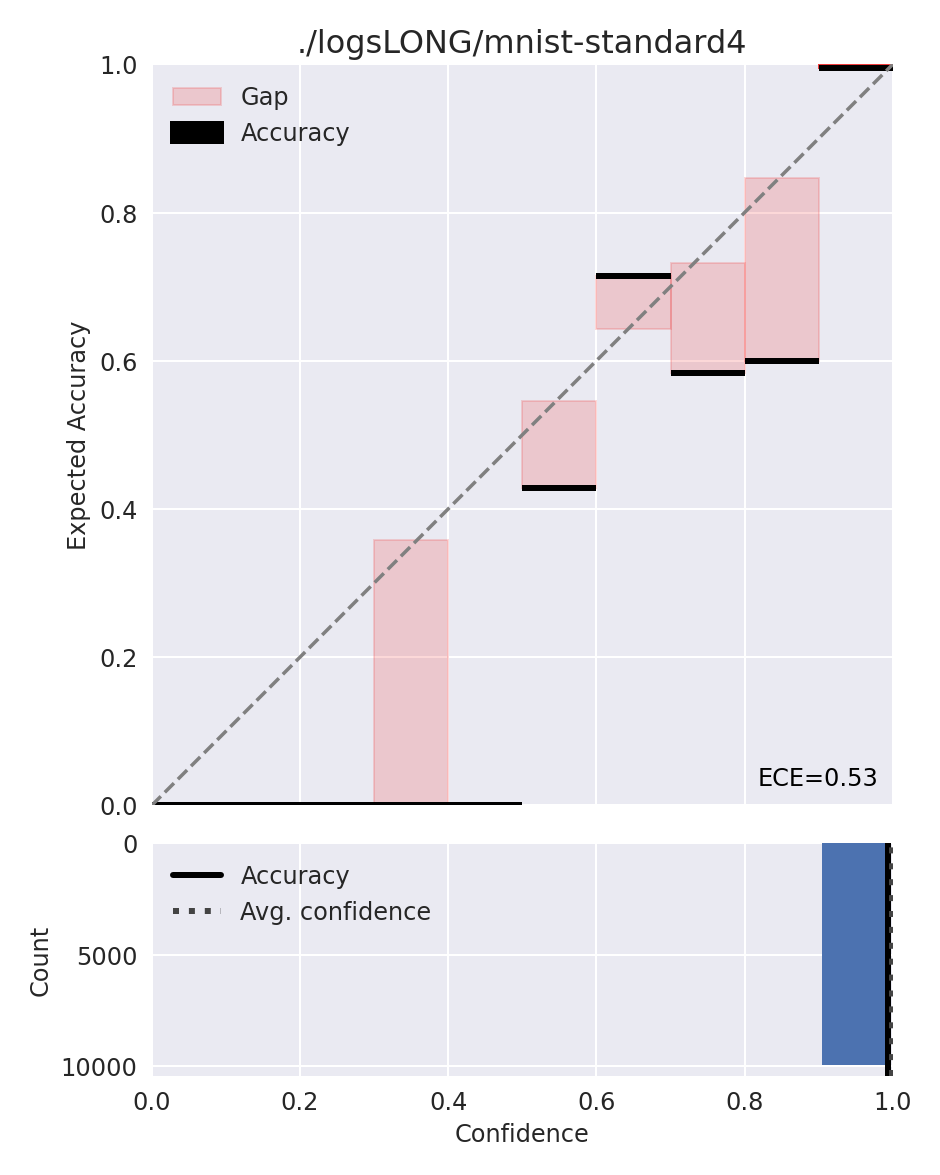 ./logsLONG/mnist-standard4
1.0
0.8
0.6
0.4
0.2
0.0
Expected Accuracy
Gap
Accuracy
ECE=0.53
0
5000
10000
Count
Accuracy
Avg. confidence
0.0 0.2 0.4 0.6 0.8 1.0
Confidence